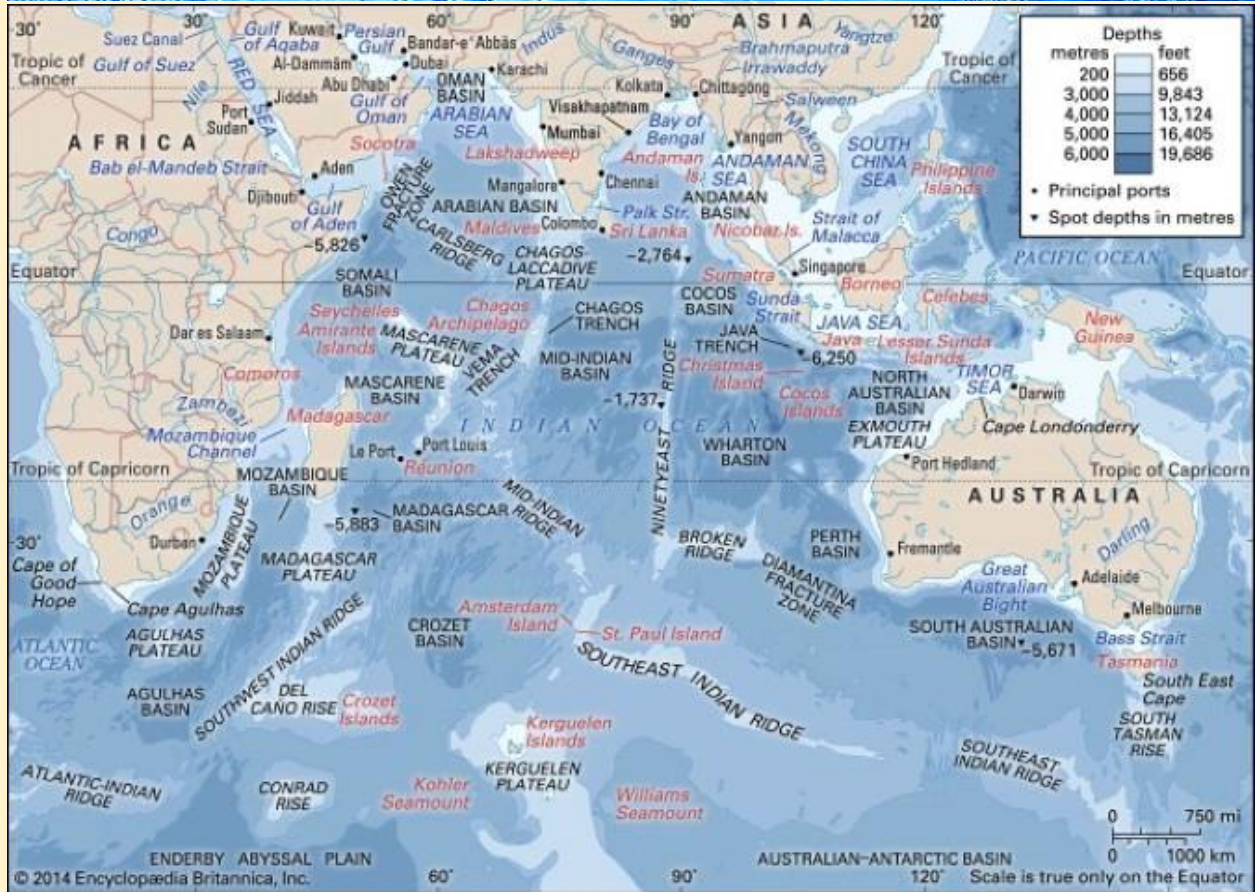 30°
30°
60°
90°
ASIA
120°
Suez Canal
Gulf
of Aqaba
Kuwait
Persian
Gulf
Bandar-e ʿAbbās
Indus
Ganges
Brahmaputra
Irrawaddy
Yangtze
Tropic of
Cancer
Gulf of Suez
Al-Dammām
Dubai
Abu Dhabi
Karachi
Kolkata
Chittagong
Tropic of
Cancer
Nile
RED SEA
Jiddah
Gulf of
Oman
OMAN
BASIN
ARABIAN
SEA
Visakhapatnam
Salween
Mekong
Port
Sudan
Mumbai
Bay of
Bengal
Yangon
SOUTH
CHINA
SEA
AFRICA
Socotra
Lakshadweep
Andaman
Is.
ANDAMAN
SEA
Philippine
Islands
Bab el-Mandeb Strait
Aden
OWEN
FRACTURE
ZONE
Mangalore
Chennai
ANDAMAN
BASIN
Djibouti
Gulf
of Aden
ARABIAN BASIN
Palk Str.
Strait of
Malacca
Congo
CARLSBERG
RIDGE
Maldives
Colombo
Sri Lanka
Nicobar Is.
-5,826
CHAGOS-
LACCADIVE
PLATEAU
-2,764
PACIFIC OCEAN
Equator
Equator
SOMALI
BASIN
Sumatra
Singapore
Borneo
Celebes
Seychelles
Amirante
Islands
Chagos
Archipelago
CHAGOS
TRENCH
COCOS
BASIN
Sunda
Strait
JAVA SEA
New
Guinea
Dar es Salaam
MASCARENE
PLATEAU
VEMA
TRENCH
MID-INDIAN
BASIN
JAVA
TRENCH
Java
Lesser Sunda
Islands
-6,250
Christmas
Island
TIMOR
SEA
Comoros
MASCARENE
BASIN
-1,737
Cocos
Islands
NORTH
AUSTRALIAN
BASIN
Darwin
Zambezi
Madagascar
EXMOUTH
PLATEAU
Cape Londonderry
Mozambique
Channel
INDIAN OCEAN
NINETYEAST RIDGE
WHARTON
BASIN
Le Port
Port Louis
Réunion
Port Hedland
Tropic of Capricorn
Tropic of Capricorn
MOZAMBIQUE
BASIN
MID-INDIAN
RIDGE
AUSTRALIA
Orange
-5,883
MADAGASCAR
BASIN
30°
Durban
MOZAMBIQUE
PLATEAU
MADAGASCAR
PLATEAU
BROKEN
RIDGE
PERTH
BASIN
Fremantle
Darling
Cape of
Good
Hope
DIAMANTINA
FRACTURE
ZONE
Great
Australian
Bight
Adelaide
Cape Agulhas
Amsterdam
Island
CROZET
BASIN
Melbourne
ATLANTIC
OCEAN
AGULHAS
PLATEAU
St. Paul Island
SOUTH AUSTRALIAN
BASIN
-5,671
Bass Strait
SOUTHWEST INDIAN RIDGE
SOUTHEAST INDIAN RIDGE
Tasmania
AGULHAS
BASIN
DEL
CAÑO RISE
Crozet
Islands
South East
Cape
Kerguelen
Islands
SOUTH
TASMAN
RISE
ATLANTIC-INDIAN
RIDGE
CONRAD
RISE
Kohler
Seamount
KERGUELEN
PLATEAU
Williams
Seamount
SOUTHEAST
INDIAN RIDGE
ENDERBY ABYSSAL PLAIN
AUSTRALIAN–ANTARCTIC BASIN
© 2014 Encyclopædia Britannica, Inc.
60°
90°
120°
Scale is true only on the Equator
Depths
metres feet
200 656
3,000 9,843
4,000 13,124
5,000 16,405
6,000 19,686
Principal ports
Spot depths in metres
0 750 mi
0 1000 km